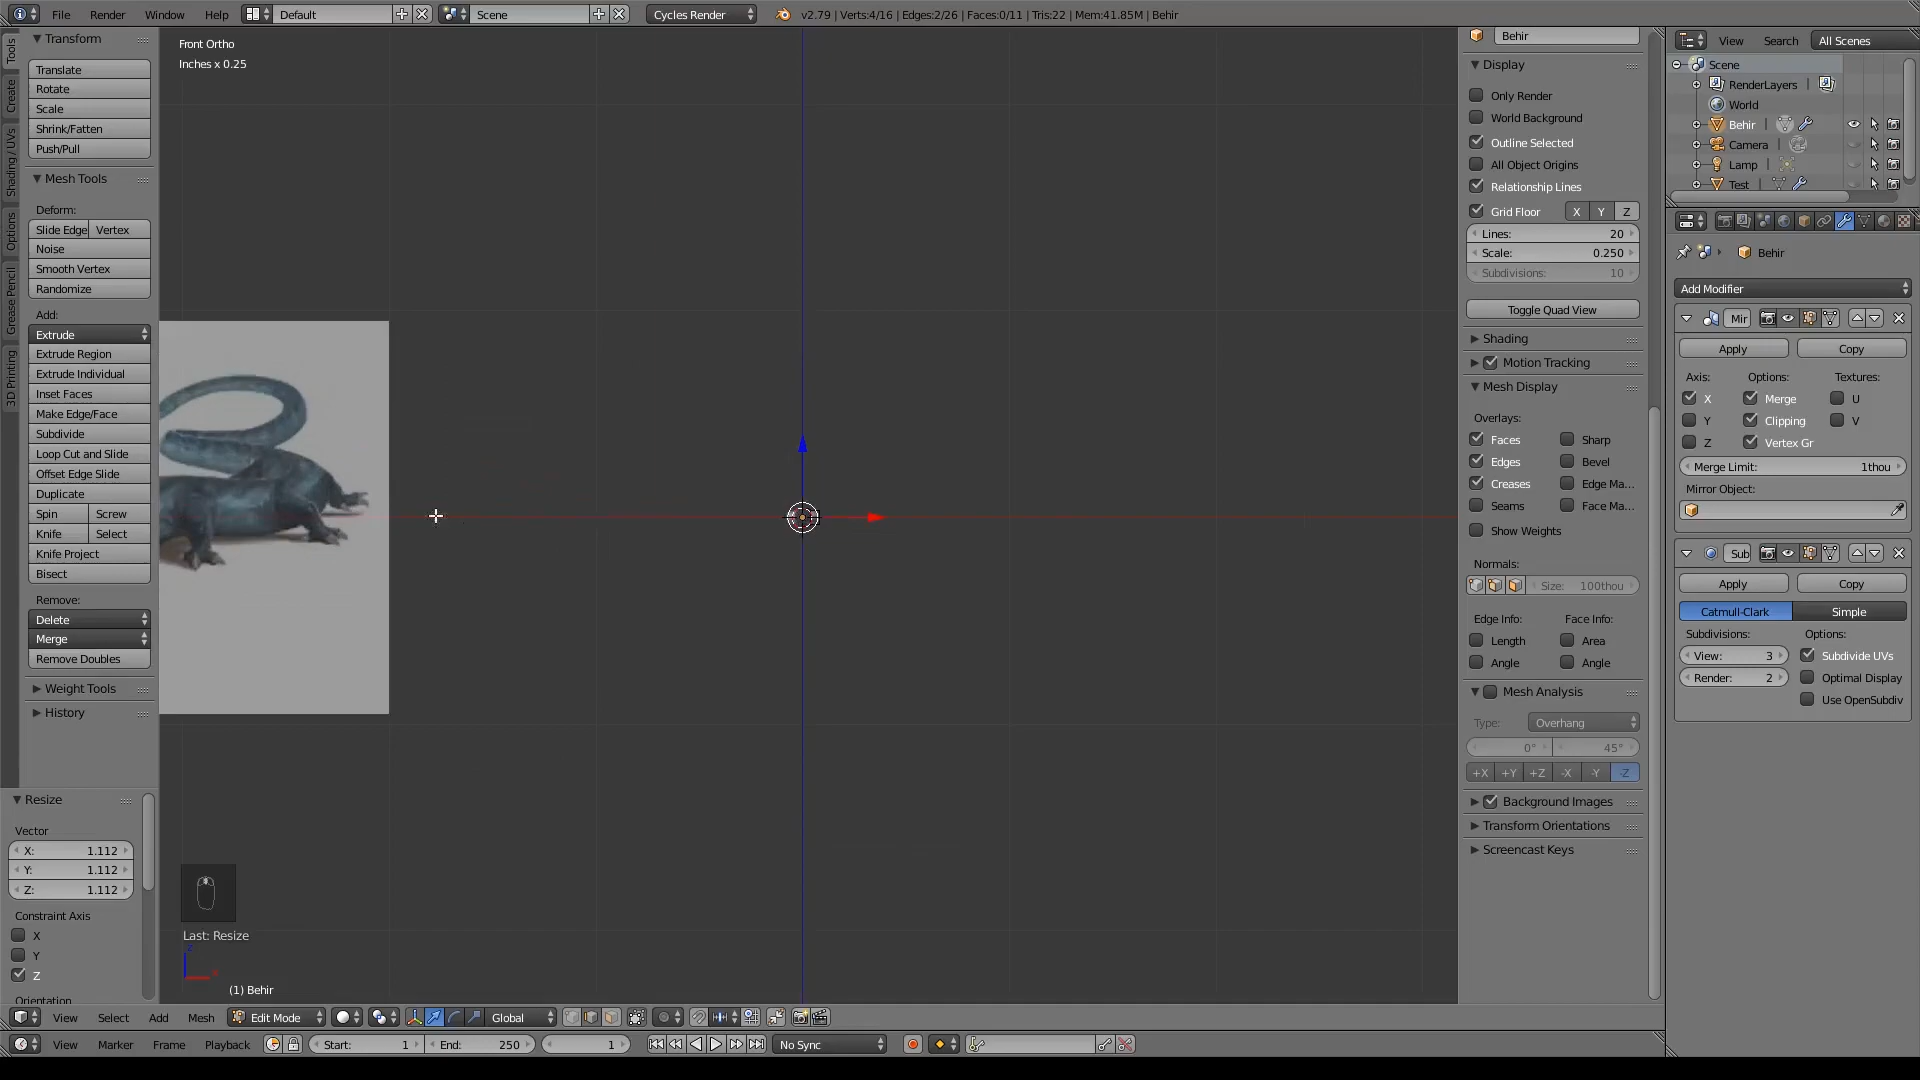 File Render Window Help Default Scene Cycles Render v2.79 | Verts:4/16 | Edges:2/26 | Faces:0/11 | Tris:22 | Mem:41.85M | Behir
Tools
Create
Shading / UVs
Options
Grease Pencil
3D Printing
Transform
Translate
Rotate
Scale
Shrink/Fatten
Push/Pull
Mesh Tools
Deform:
Slide Edge Vertex
Noise
Smooth Vertex
Randomize
Add:
Extrude
Extrude Region
Extrude Individual
Inset Faces
Make Edge/Face
Subdivide
Loop Cut and Slide
Offset Edge Slide
Duplicate
Spin Screw
Knife Select
Knife Project
Bisect
Remove:
Delete
Merge
Remove Doubles
Weight Tools
History
Resize
Vector
X: 1.112
Y: 1.112
Z: 1.112
Constraint Axis
X
Y
Z
Orientation
Front Ortho
Inches x 0.25
Last: Resize
z
(1) Behir
Behir
Display
Only Render
World Background
Outline Selected
All Object Origins
Relationship Lines
Grid Floor X Y Z
Lines: 20
Scale: 0.250
Subdivisions: 10
Toggle Quad View
Shading
Motion Tracking
Mesh Display
Overlays:
Faces Sharp
Edges Bevel
Creases Edge Ma...
Seams Face Ma...
Show Weights
Normals:
Size: 100thou
Edge Info: Face Info:
Length Area
Angle Angle
Mesh Analysis
Type: Overhang
0° 45°
+X +Y +Z -X -Y -Z
Background Images
Transform Orientations
Screencast Keys
View Search All Scenes
Scene
RenderLayers |
World
Behir |
Camera |
Lamp |
Test |
Behir
Add Modifier
Mir
Apply Copy
Axis: Options: Textures:
X Merge U
Y Clipping V
Z Vertex Gr
Merge Limit: 1thou
Mirror Object:
Sub
Apply Copy
Catmull-Clark Simple
Subdivisions: Options:
View: 3 Subdivide UVs
Render: 2 Optimal Display
Use OpenSubdiv
View Select Add Mesh Edit Mode Global
View Marker Frame Playback Start: 1 End: 250 1 No Sync